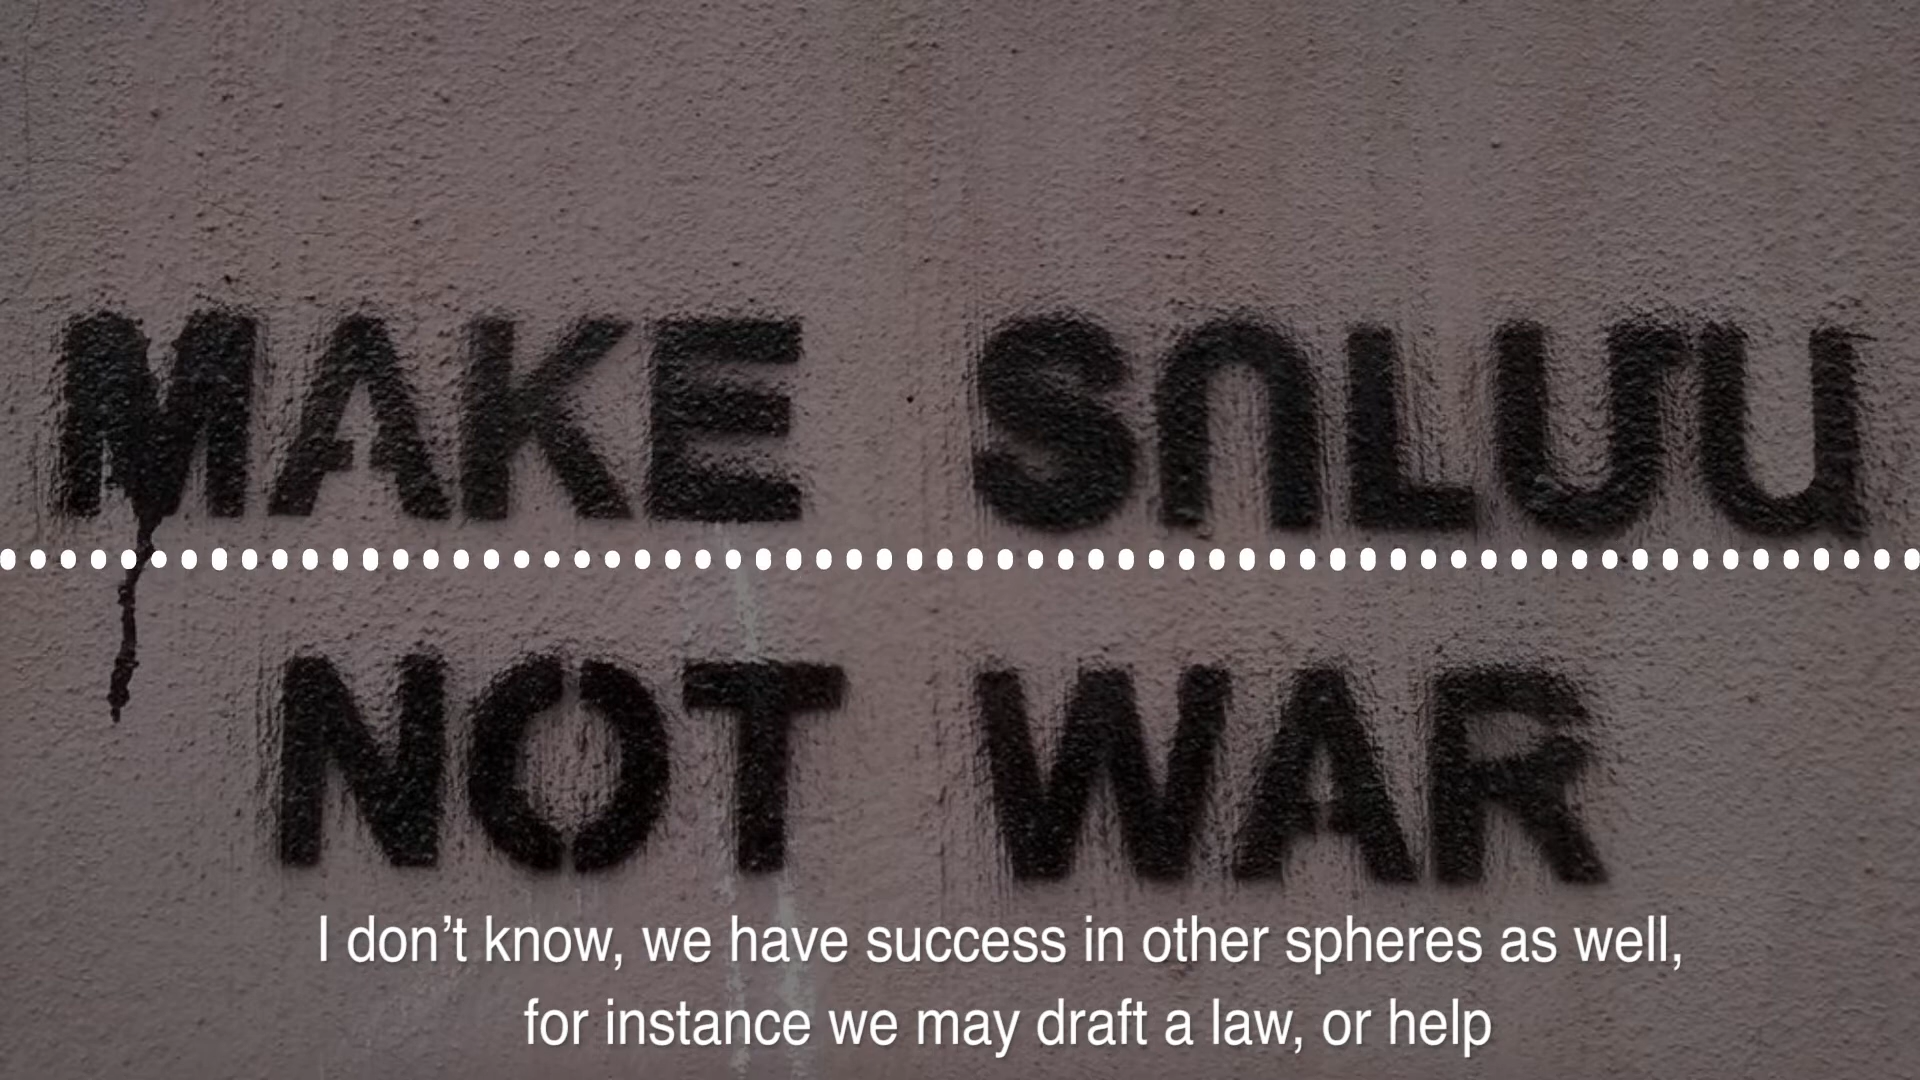 MAKE ՏՈԼՄԱ
NOT WAR
I don’t know, we have success in other spheres as well,
for instance we may draft a law, or help